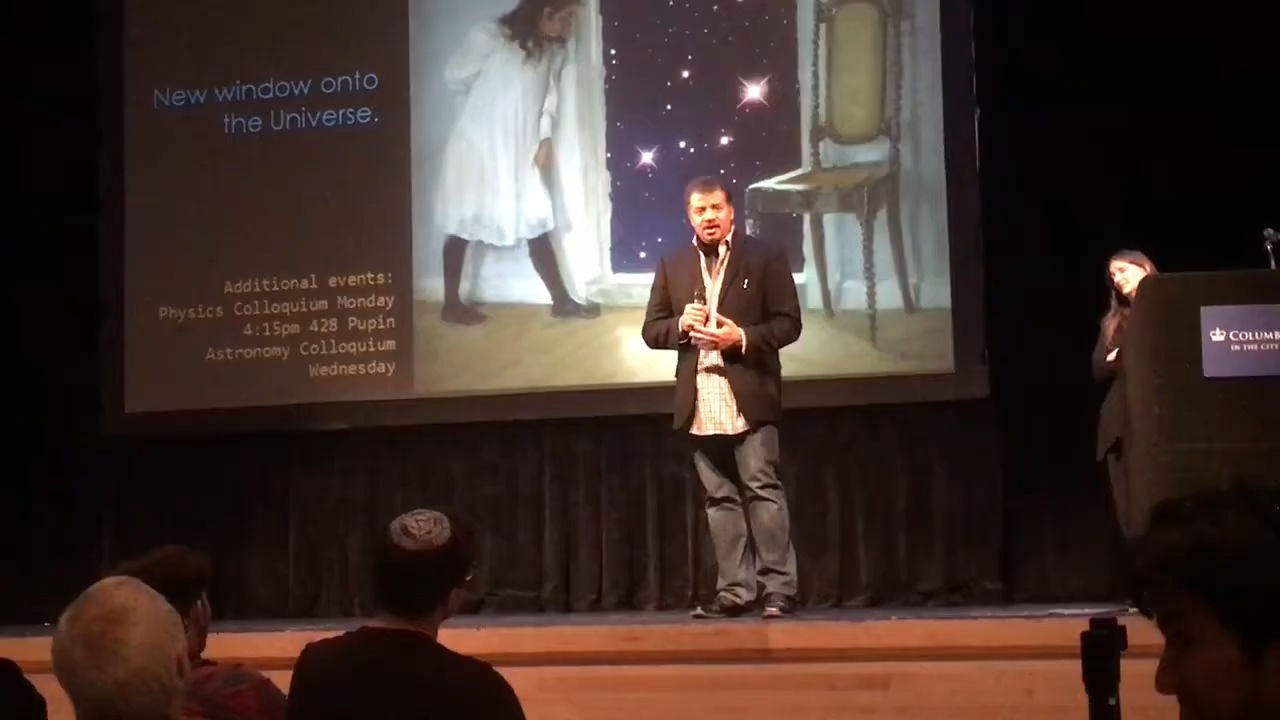 New window onto
the Universe.
Additional events:
Physics Colloquium Monday
4:15pm 428 Pupin
Astronomy Colloquium
Wednesday
COLUMB
IN THE CITY